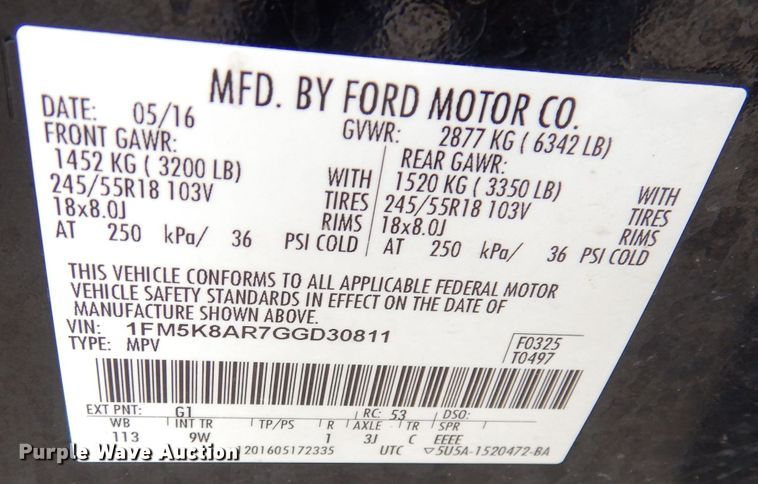 MFD. BY FORD MOTOR CO.
DATE: 05/16 GVWR: 2877 KG ( 6342 LB)
FRONT GAWR: REAR GAWR:
1452 KG ( 3200 LB) WITH 1520 KG ( 3350 LB) WITH
245/55R18 103V TIRES 245/55R18 103V TIRES
18x8.0J RIMS 18x8.0J RIMS
AT 250 kPa/ 36 PSI COLD AT 250 kPa/ 36 PSI COLD
THIS VEHICLE CONFORMS TO ALL APPLICABLE FEDERAL MOTOR
VEHICLE SAFETY STANDARDS IN EFFECT ON THE DATE OF
MANUFACTURE SHOWN ABOVE.
VIN: 1FM5K8AR7GGD30811 F0325
TYPE: MPV T0497
EXT PNT: G1 RC: 53 DSO:
WB INT TR TP/PS R AXLE TR SPR
113 9W 1 3J C EEEE
1201605172335 UTC ▽5U5A-1520472-BA
Purple Wave Auction